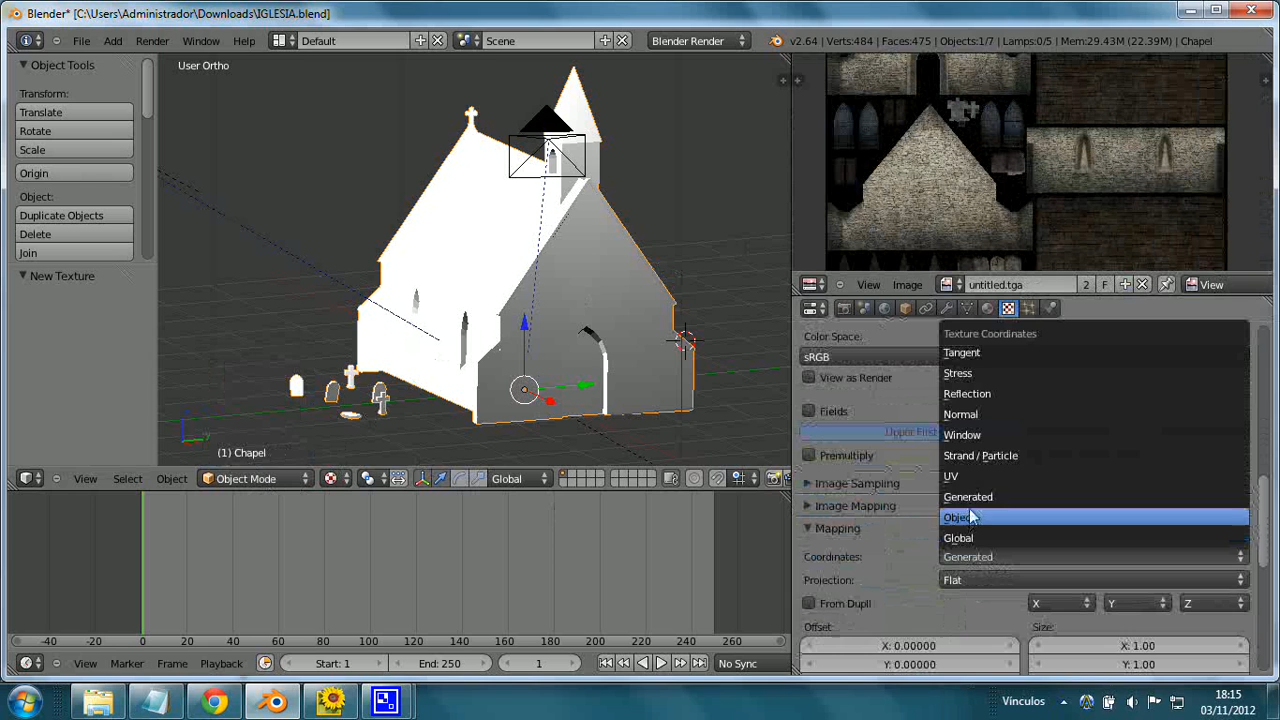 Blender* [C:\Users\Administrador\Downloads\IGLESIA.blend]
File Add Render Window Help Default Scene Blender Render v2.64 | Verts:484 | Faces:475 | Objects:1/7 | Lamps:0/5 | Mem:29.43M (22.39M) | Chapel
Object Tools
Transform:
Translate
Rotate
Scale
Origin
Object:
Duplicate Objects
Delete
Join
New Texture
User Ortho
(1) Chapel
View Select Object Object Mode Global
-40 -20 0 20 40 60 80 100 120 140 160 180 200 220 240 260
View Marker Frame Playback Start: 1 End: 250 1 No Sync
View Image untitled.tga 2 F View
Color Space:
sRGB
View as Render
Fields
Upper First
Premultiply
Image Sampling
Image Mapping
Mapping
Texture Coordinates
Tangent
Stress
Reflection
Normal
Window
Strand / Particle
UV
Generated
Global
Coordinates: Generated
Projection: Flat
From Dupli X Y Z
Offset: Size:
X: 0.00000 X: 1.00
Y: 0.00000 Y: 1.00
Vínculos
18:15
03/11/2012